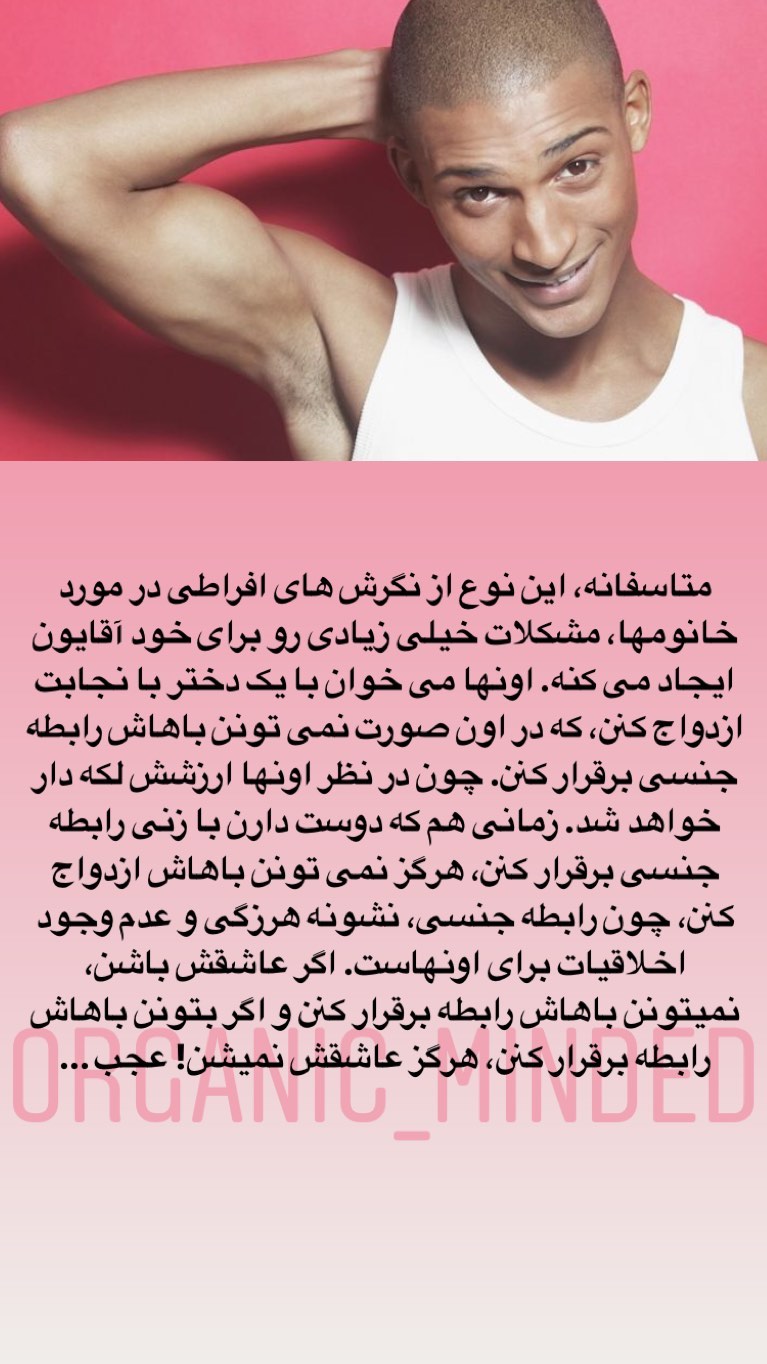 متاسفانه، این نوع از نگرش های افراطی در مورد
خانومها، مشکلات خیلی زیادی رو برای خود آقایون
ایجاد می کنه. اونها می خوان با یک دختر با نجابت
ازدواج کنن، که در اون صورت نمی تونن باهاش رابطه
جنسی برقرار کنن. چون در نظر اونها ارزشش لکه دار
خواهد شد. زمانی هم که دوست دارن با زنی رابطه
جنسی برقرار کنن، هرگز نمی تونن باهاش ازدواج
کنن، چون رابطه جنسی، نشونه هرزگی و عدم وجود
اخلاقیات برای اونهاست. اگر عاشقش باشن،
نمیتونن باهاش رابطه برقرار کنن و اگر بتونن باهاش
رابطه برقرار کنن، هرگز عاشقش نمیشن! عجب ...
ORGANIC_MINDED